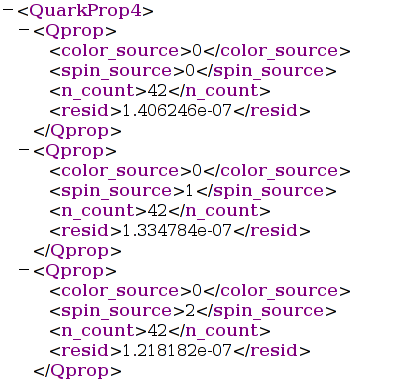 −<QuarkProp4>
−<Qprop>
<color_source>0</color_source>
<spin_source>0</spin_source>
<n_count>42</n_count>
<resid>1.406246e-07</resid>
</Qprop>
−<Qprop>
<color_source>0</color_source>
<spin_source>1</spin_source>
<n_count>42</n_count>
<resid>1.334784e-07</resid>
</Qprop>
−<Qprop>
<color_source>0</color_source>
<spin_source>2</spin_source>
<n_count>42</n_count>
<resid>1.218182e-07</resid>
</Qprop>